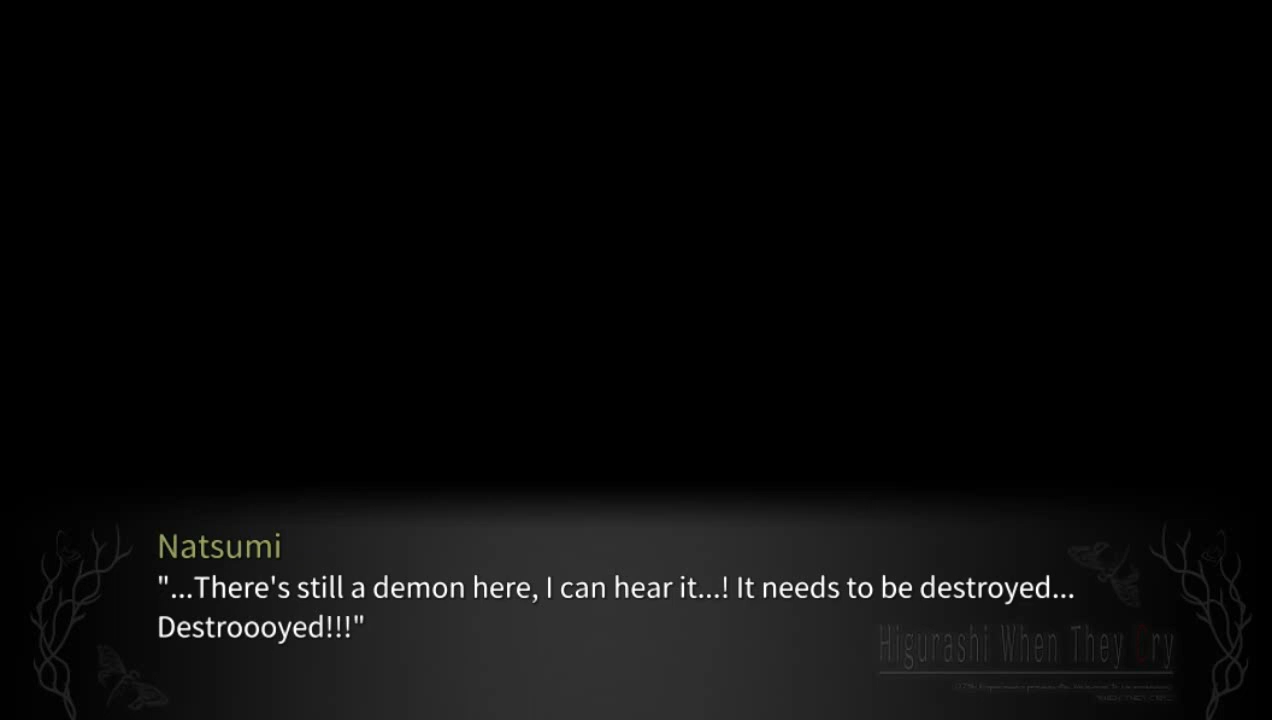 Natsumi
"...There's still a demon here, I can hear it...! It needs to be destroyed...
Destroooyed!!!"
Higurashi When They Cry